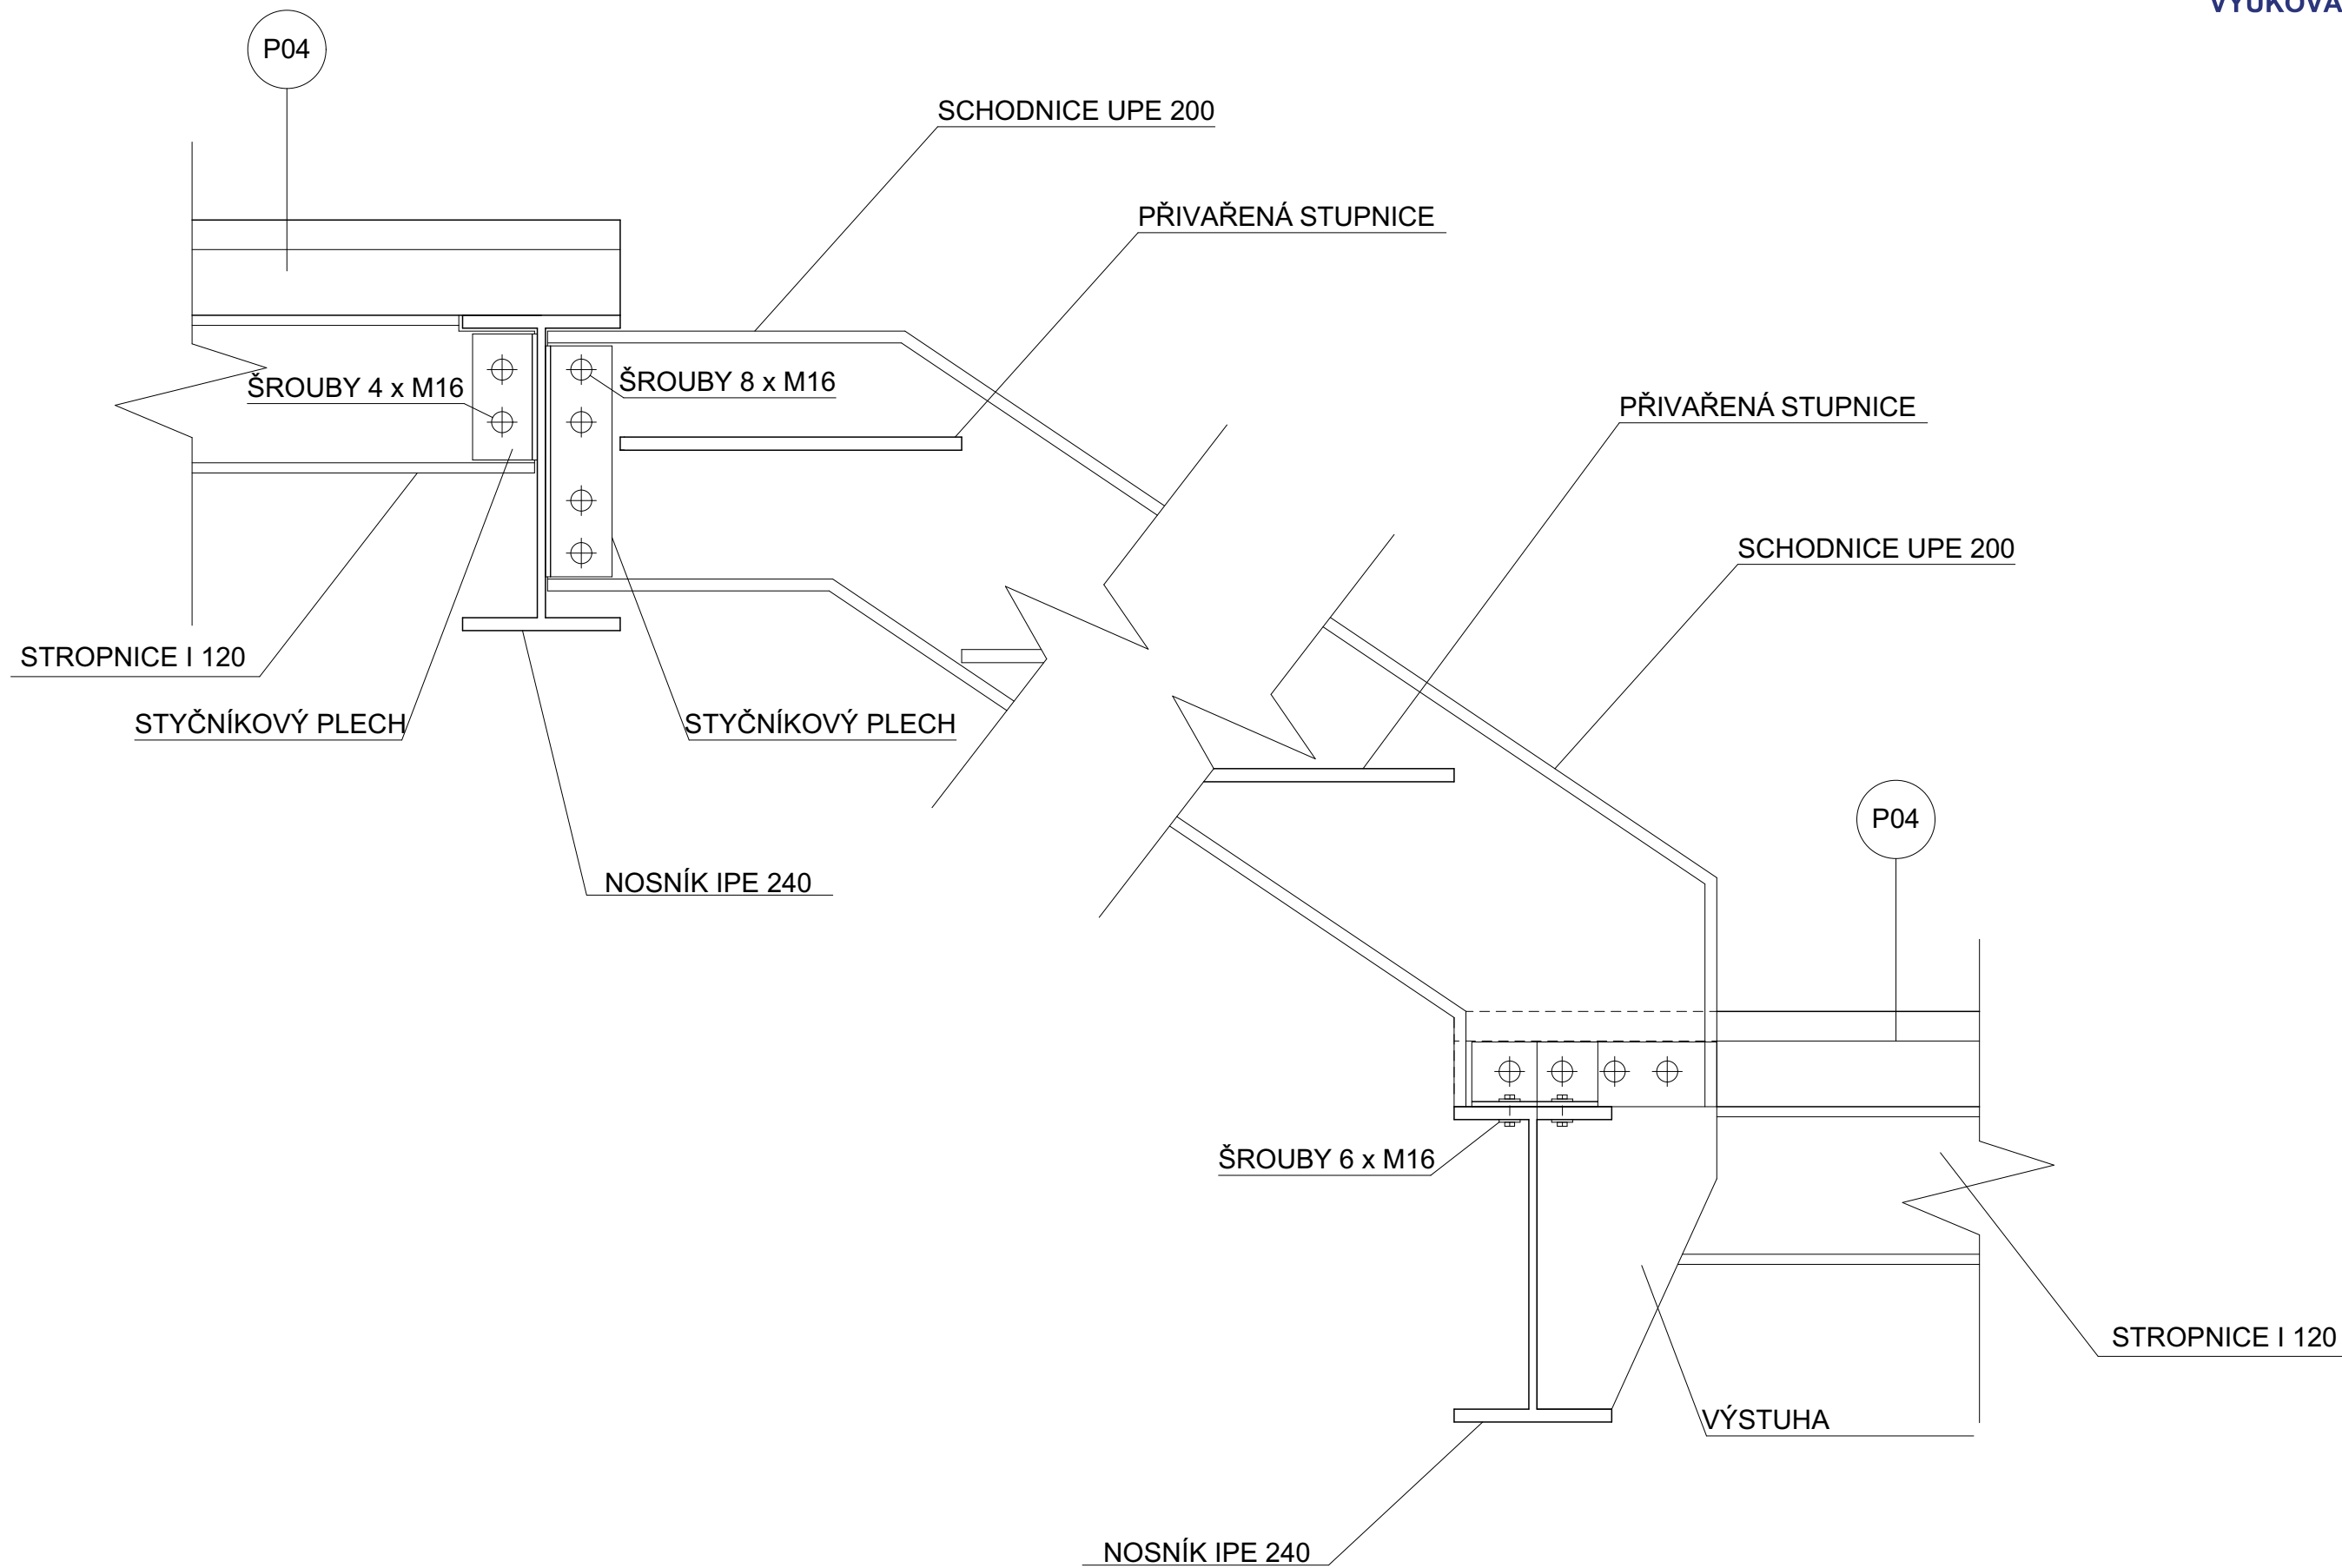 P04
SCHODNICE UPE 200
PŘIVAŘENÁ STUPNICE
ŠROUBY 4 x M16
ŠROUBY 8 x M16
PŘIVAŘENÁ STUPNICE
SCHODNICE UPE 200
STROPNICE I 120
STYČNÍKOVÝ PLECH
STYČNÍKOVÝ PLECH
P04
NOSNÍK IPE 240
ŠROUBY 6 x M16
STROPNICE I 120
VÝSTUHA
NOSNÍK IPE 240